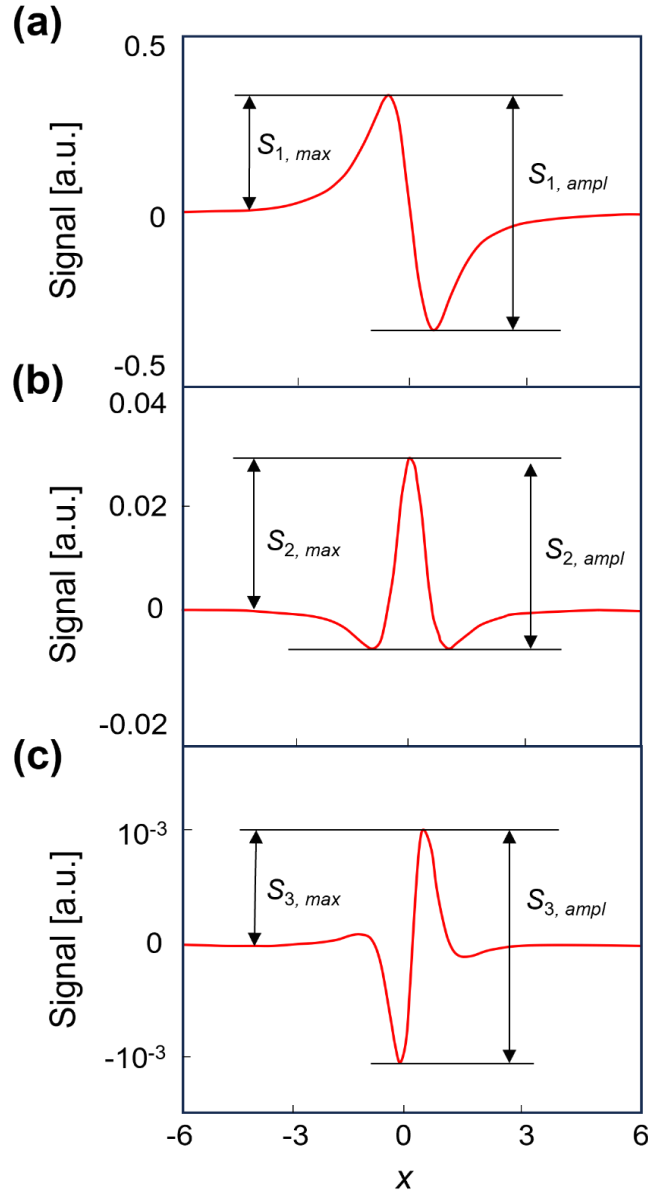 (a)
0.5
S1, max
S1, ampl
Signal [a.u.]
0
-0.5
(b)
0.04
0.02
S2, max
S2, ampl
Signal [a.u.]
0
-0.02
(c)
10-3
S3, max
S3, ampl
Signal [a.u.]
0
-10-3
-6 -3 0 3 6
x